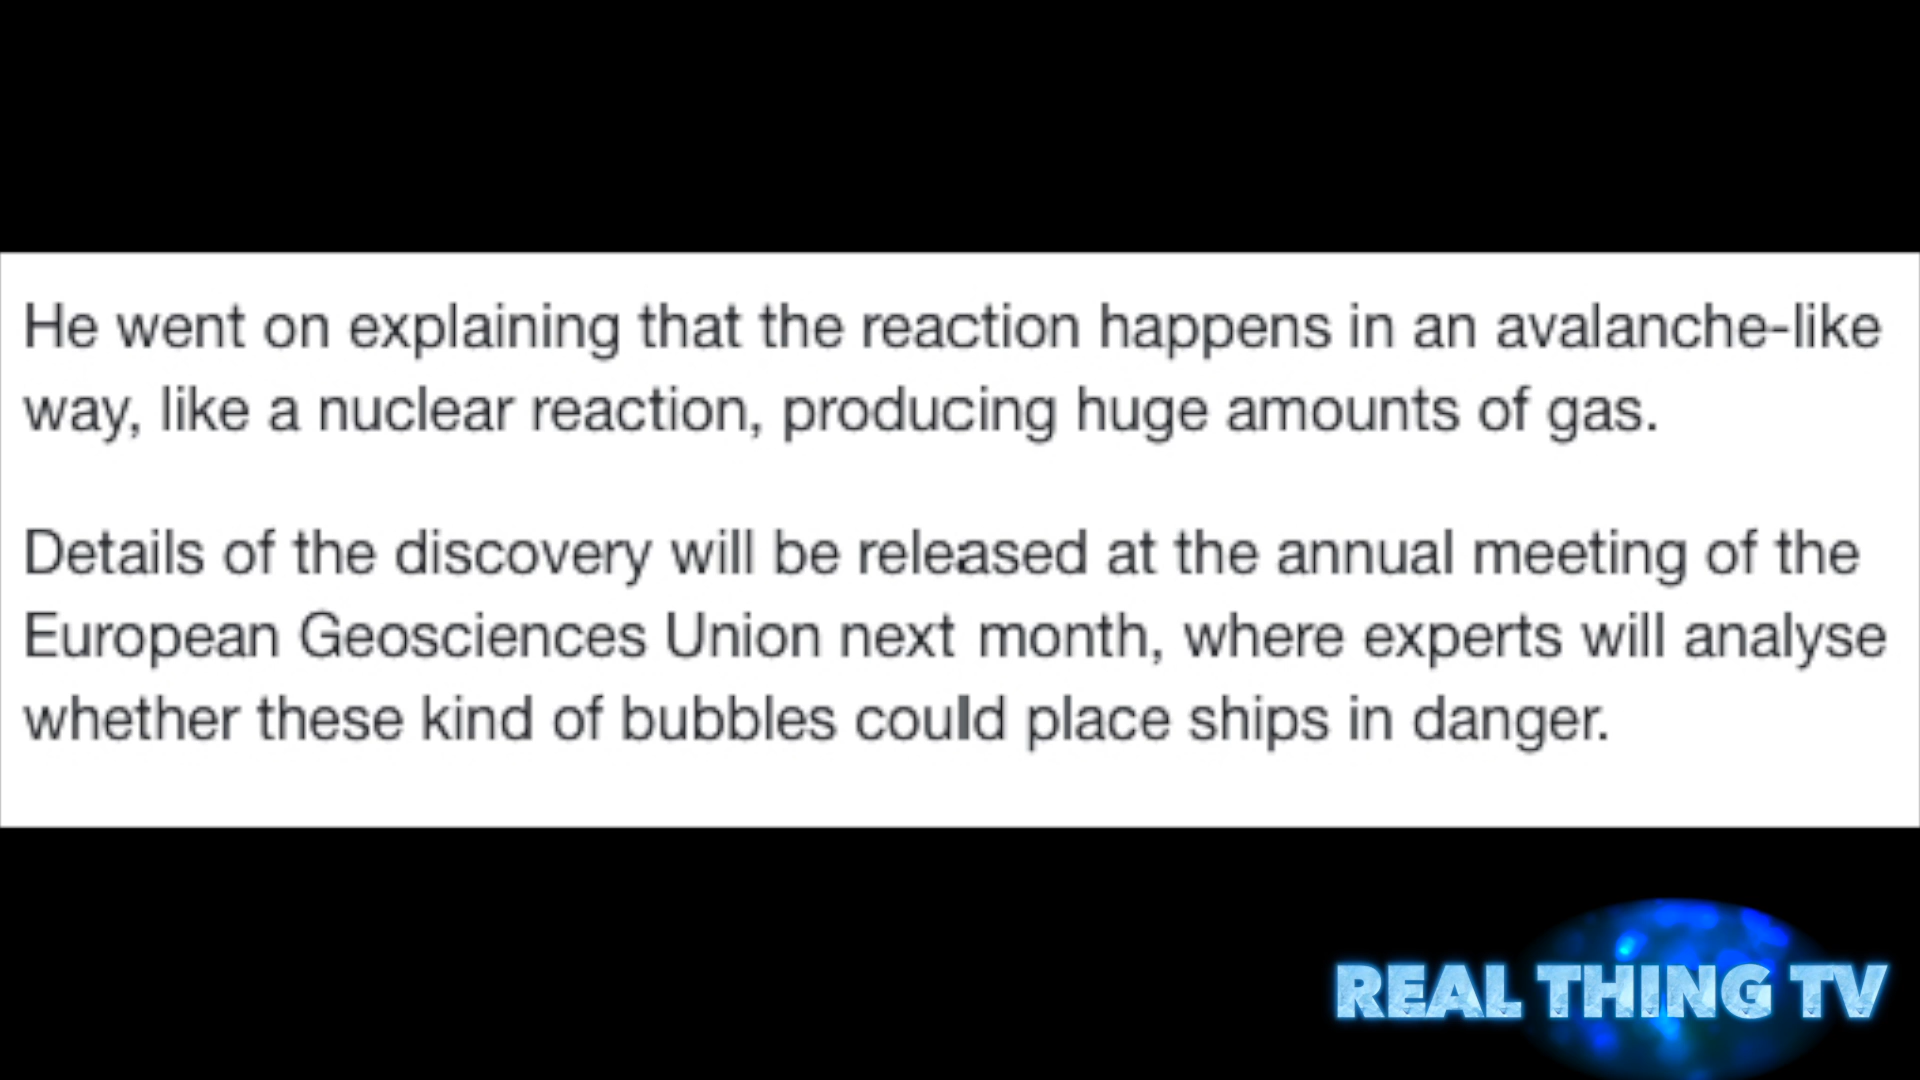 He went on explaining that the reaction happens in an avalanche-like
way, like a nuclear reaction, producing huge amounts of gas.
Details of the discovery will be released at the annual meeting of the
European Geosciences Union next month, where experts will analyse
whether these kind of bubbles could place ships in danger.
REAL THING TV